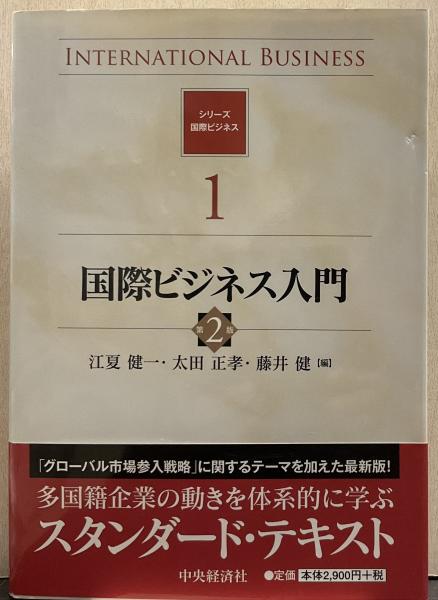 INTERNATIONAL BUSINESS
シリーズ
国際ビジネス
1
国際ビジネス入門
第2版
江夏 健一・太田 正孝・藤井 健【編】
「グローバル市場参入戦略」に関するテーマを加えた最新版!
多国籍企業の動きを体系的に学ぶ
スタンダード・テキスト
中央経済社 ●定価 本体2,900円+税